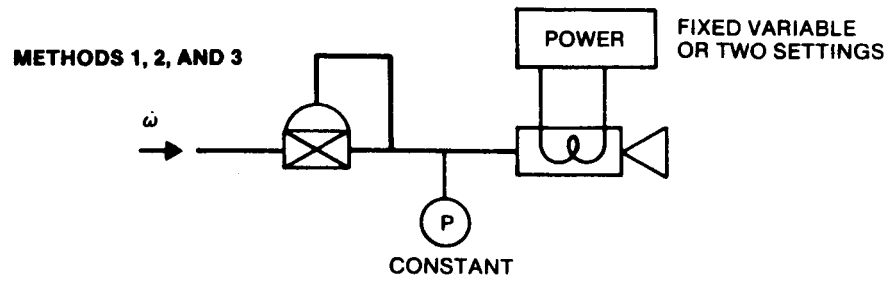 METHODS 1, 2, AND 3
POWER
FIXED VARIABLE
OR TWO SETTINGS
ω̇
P
CONSTANT